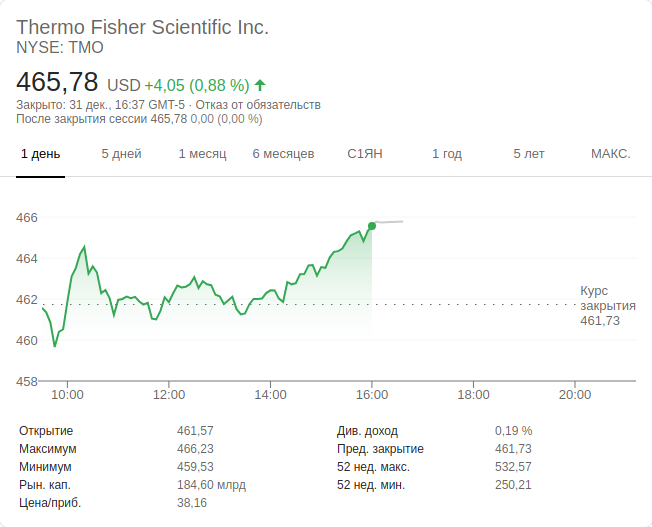 Thermo Fisher Scientific Inc.
NYSE: TMO
465,78 USD +4,05 (0,88 %)
Закрыто: 31 дек., 16:37 GMT-5 · Отказ от обязательств
После закрытия сессии 465,78 0,00 (0,00 %)
1 день 5 дней 1 месяц 6 месяцев С1ЯН 1 год 5 лет МАКС.
466
464
462
460
458
Курс
закрытия
461,73
10:00 12:00 14:00 16:00 18:00 20:00
Открытие 461,57 Див. доход 0,19 %
Максимум 466,23 Пред. закрытие 461,73
Минимум 459,53 52 нед. макс. 532,57
Рын. кап. 184,60 млрд 52 нед. мин. 250,21
Цена/приб. 38,16